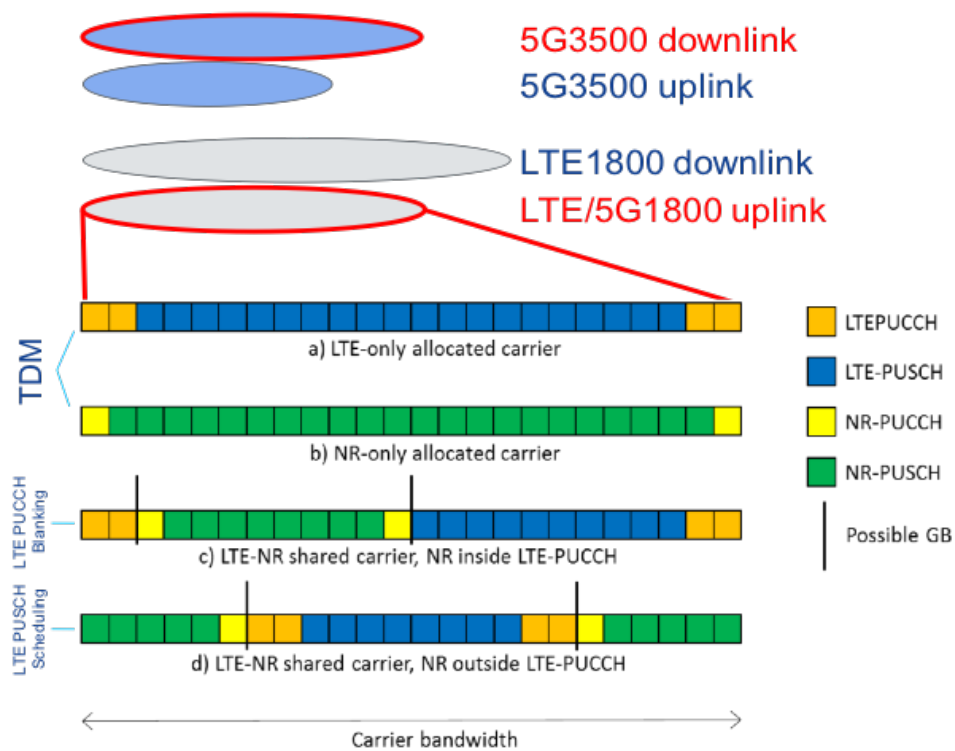 5G3500 downlink
5G3500 uplink
LTE1800 downlink
LTE/5G1800 uplink
TDM
a) LTE-only allocated carrier
b) NR-only allocated carrier
LTE PUCCH
Blanking
c) LTE-NR shared carrier, NR inside LTE-PUCCH
LTE PUSCH
Scheduling
d) LTE-NR shared carrier, NR outside LTE-PUCCH
Carrier bandwidth
LTEPUCCH
LTE-PUSCH
NR-PUCCH
NR-PUSCH
Possible GB